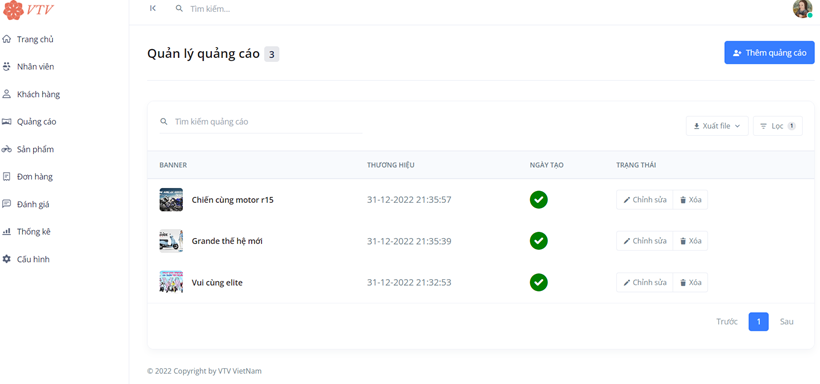 VTV
Tìm kiếm...
Trang chủ
Nhân viên
Khách hàng
Quảng cáo
Sản phẩm
Đơn hàng
Đánh giá
Thống kê
Cấu hình
Quản lý quảng cáo 3
Thêm quảng cáo
Tìm kiếm quảng cáo
Xuất file
Lọc 1
BANNER THƯƠNG HIỆU NGÀY TẠO TRẠNG THÁI
Chiến cùng motor r15 31-12-2022 21:35:57 Chỉnh sửa Xóa
Grande thế hệ mới 31-12-2022 21:35:39 Chỉnh sửa Xóa
Vui cùng elite 31-12-2022 21:32:53 Chỉnh sửa Xóa
Trước 1 Sau
© 2022 Copyright by VTV VietNam